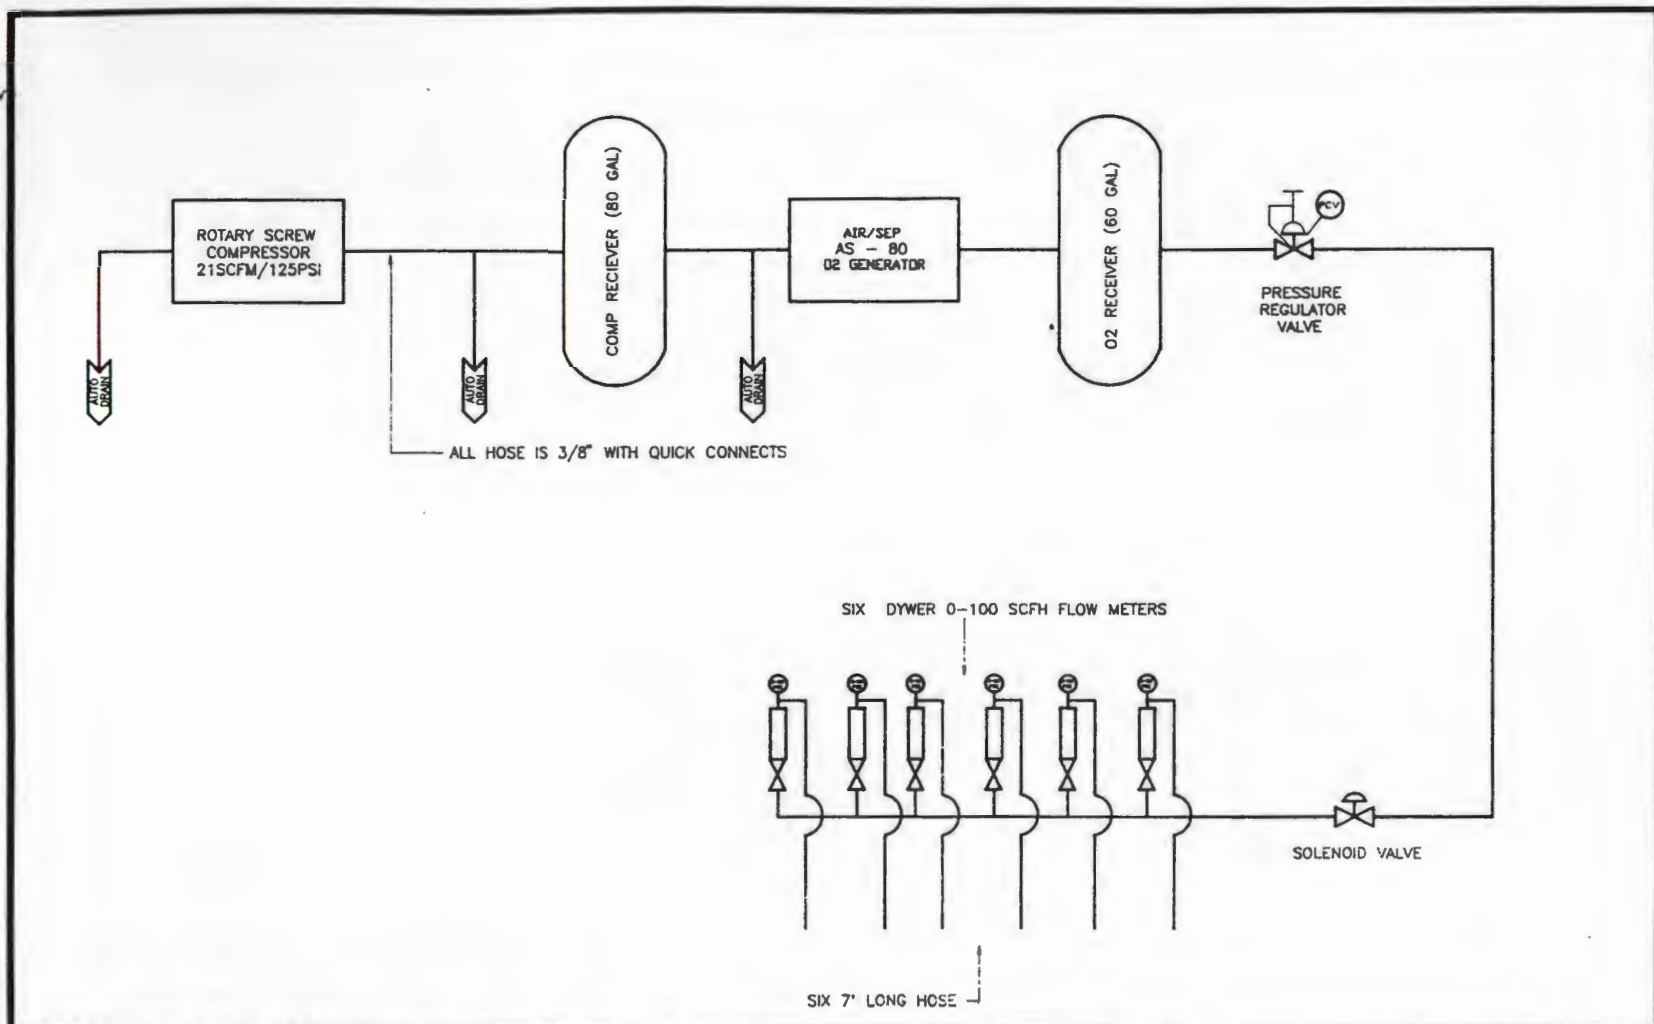 ROTARY SCREW
COMPRESSOR
21SCFM/125PSi
COMP RECIEVER (80 GAL)
AIR/SEP
AS - 80
O2 GENERATOR
O2 RECEIVER (60 GAL)
PCV
PRESSURE
REGULATOR
VALVE
AUTO
DRAIN
AUTO
DRAIN
AUTO
DRAIN
ALL HOSE IS 3/8" WITH QUICK CONNECTS
SIX DYWER 0-100 SCFH FLOW METERS
SOLENOID VALVE
SIX 7' LONG HOSE